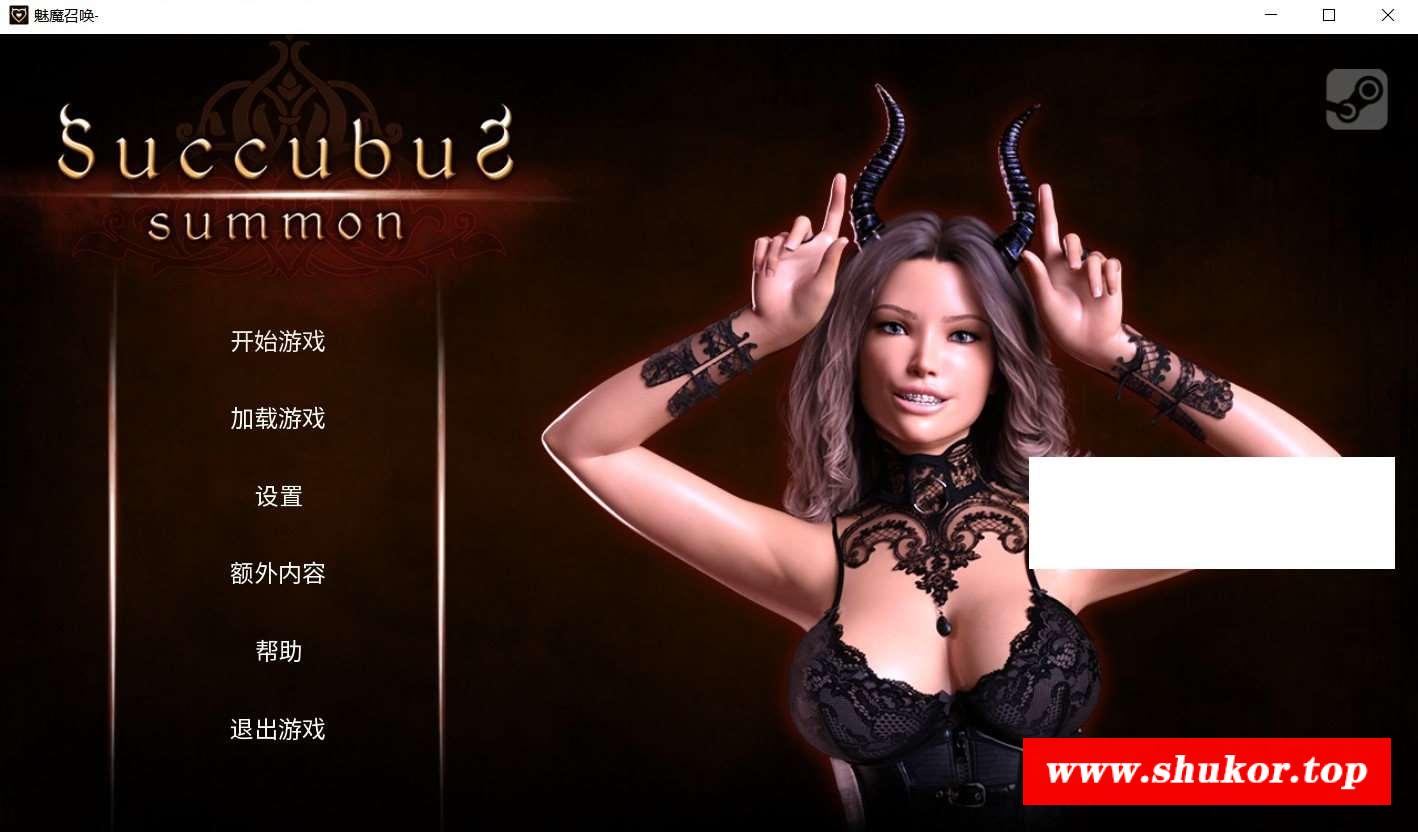 魅魔召唤-
Succubus
summon
开始游戏
加载游戏
设置
额外内容
帮助
退出游戏
www.shukor.top